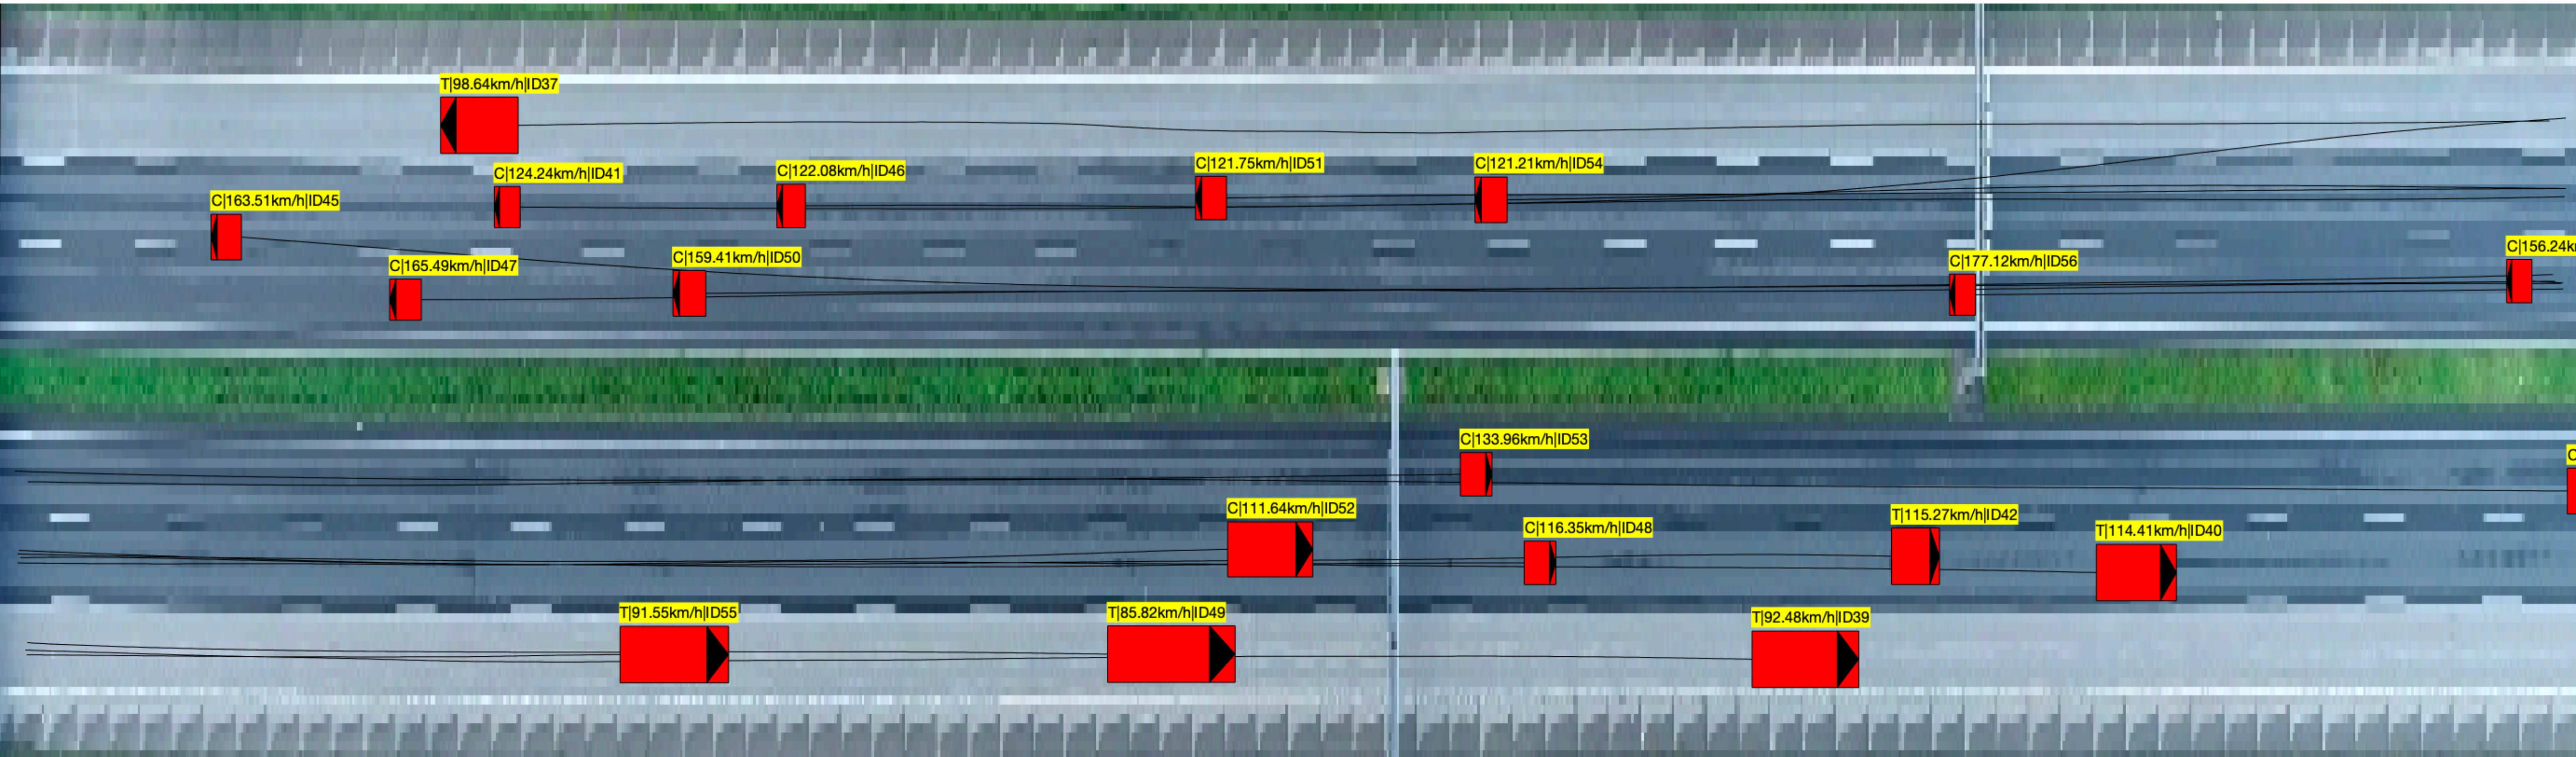 T|98.64km/h|ID37
C|124.24km/h|ID41
C|122.08km/h|ID46
C|121.75km/h|ID51
C|121.21km/h|ID54
C|163.51km/h|ID45
C|165.49km/h|ID47
C|159.41km/h|ID50
C|177.12km/h|ID56
C|156.24k
C|133.96km/h|ID53
C
C|111.64km/h|ID52
C|116.35km/h|ID48
T|115.27km/h|ID42
T|114.41km/h|ID40
T|91.55km/h|ID55
T|85.82km/h|ID49
T|92.48km/h|ID39